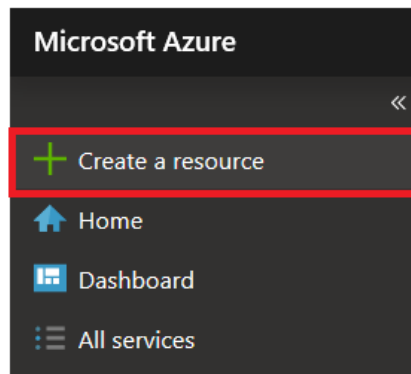 Microsoft Azure
«
Create a resource
Home
Dashboard
All services